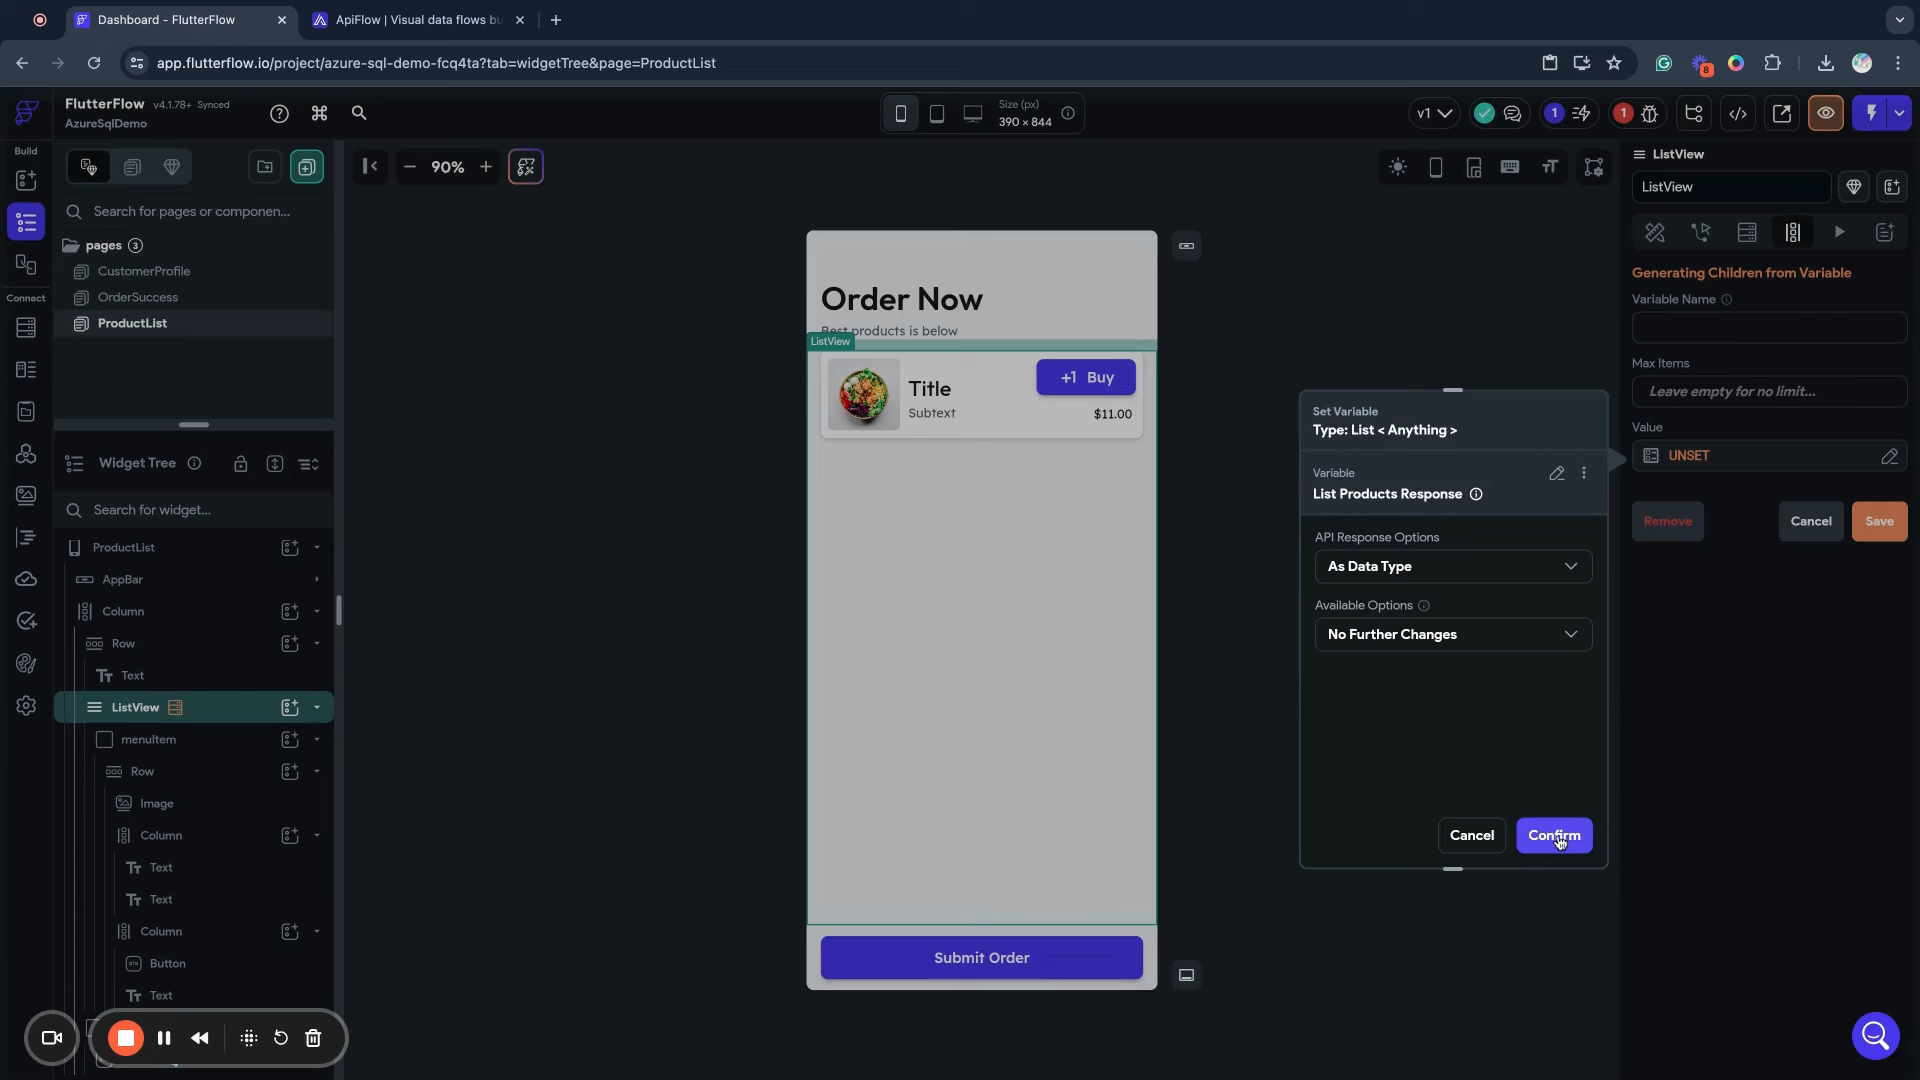 Dashboard - FlutterFlow
ApiFlow | Visual data flows bu
app.flutterflow.io/project/azure-sql-demo-fcq4ta?tab=widgetTree&page=ProductList
8
FlutterFlow v4.1.78+ Synced
AzureSqlDemo
Size (px)
390 × 844
v1
1
1
Build
Connect
90%
Search for pages or componen...
pages 3
CustomerProfile
OrderSuccess
ProductList
Widget Tree
Search for widget...
ProductList
AppBar
Column
Row
Text
ListView
menuItem
Row
Image
Column
Text
Text
Column
Button
Text
Order Now
Best products is below
ListView
Title
Subtext
+1 Buy
$11.00
Submit Order
Set Variable
Type: List < Anything >
Variable
List Products Response
API Response Options
As Data Type
Available Options
No Further Changes
Cancel
Confirm
ListView
ListView
Generating Children from Variable
Variable Name
Max Items
Leave empty for no limit...
Value
UNSET
Remove
Cancel
Save